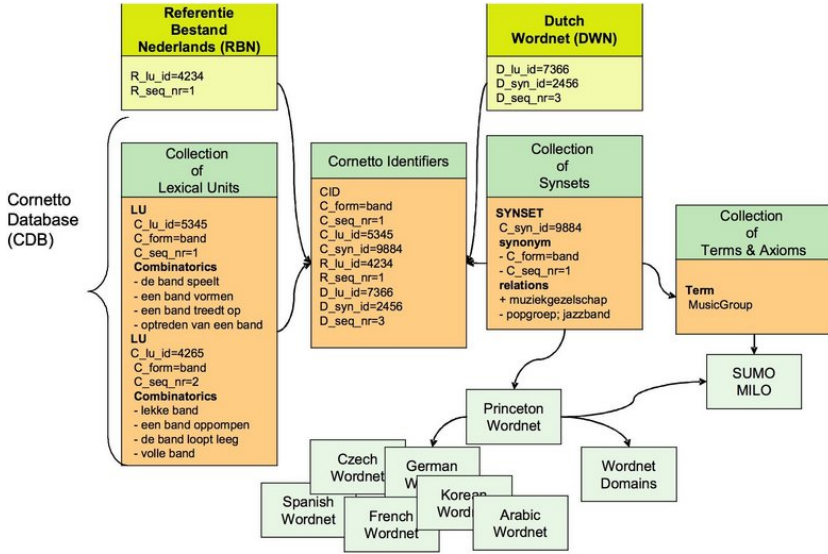 Referentie
Bestand
Nederlands (RBN)
R_lu_id=4234
R_seq_nr=1
Dutch
Wordnet (DWN)
D_lu_id=7366
D_syn_id=2456
D_seq_nr=3
Cornetto
Database
(CDB)
Collection
of
Lexical Units
LU
C_lu_id=5345
C_form=band
C_seq_nr=1
Combinatorics
- de band speelt
- een band vormen
- een band treedt op
- optreden van een band
LU
C_lu_id=4265
C_form=band
C_seq_nr=2
Combinatorics
- lekke band
- een band oppompen
- de band loopt leeg
- volle band
Cornetto Identifiers
CID
C_form=band
C_seq_nr=1
C_lu_id=5345
C_syn_id=9884
R_lu_id=4234
R_seq_nr=1
D_lu_id=7366
D_syn_id=2456
D_seq_nr=3
Collection
of
Synsets
SYNSET
C_syn_id=9884
synonym
- C_form=band
- C_seq_nr=1
relations
+ muziekgezelschap
- popgroep; jazzband
Collection
of
Terms & Axioms
Term
MusicGroup
SUMO
MILO
Princeton
Wordnet
Wordnet
Domains
Czech
Wordnet
German
Spanish
Wordnet
French
Wordnet
Korean
Arabic
Wordnet